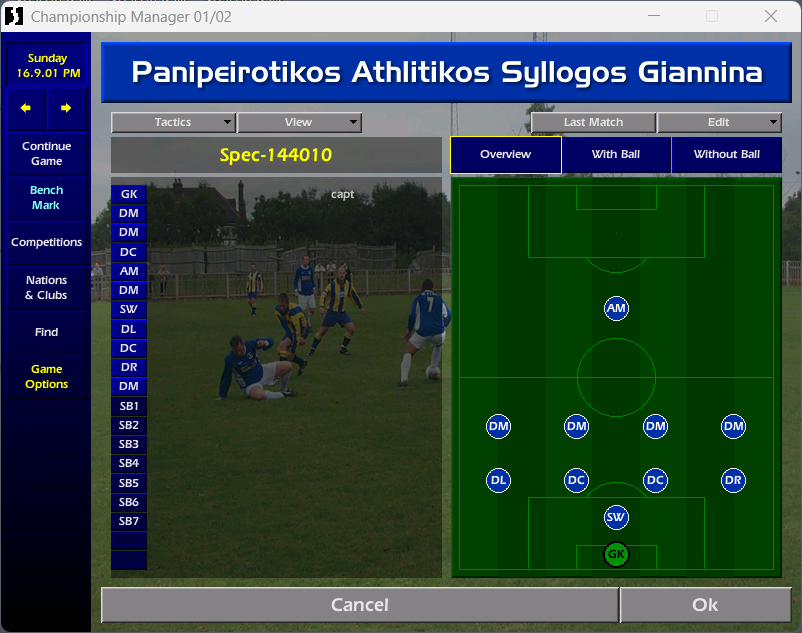 Championship Manager 01/02
Sunday
16.9.01 PM
Panipeirotikos Athlitikos Syllogos Giannina
Continue
Game
Bench
Mark
Competitions
Nations
& Clubs
Find
Game
Options
Tactics
View
Last Match
Edit
Spec-144010
Overview
With Ball
Without Ball
GK capt
DM
DM
DC
AM
DM
SW
DL
DC
DR
DM
SB1
SB2
SB3
SB4
SB5
SB6
SB7
AM
DM DM DM DM
DL DC DC DR
SW
GK
7
Cancel
Ok